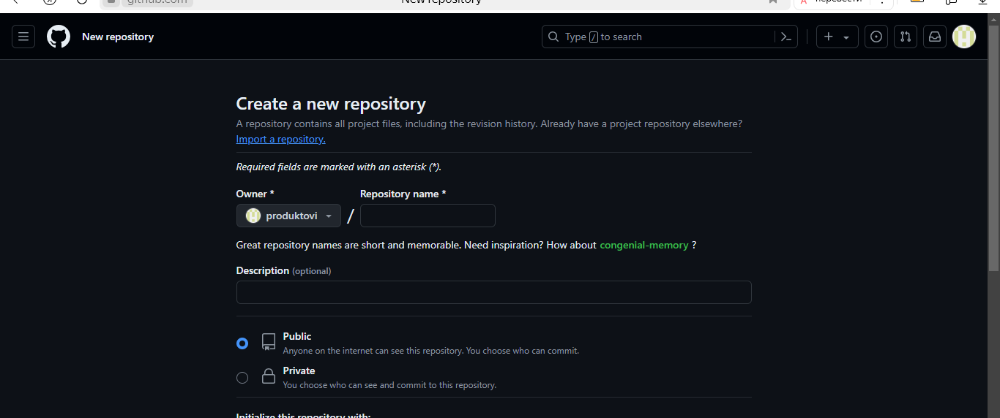 github.com
New repository
перевести
New repository
Type / to search
Create a new repository
A repository contains all project files, including the revision history. Already have a project repository elsewhere?
Import a repository.
Required fields are marked with an asterisk (*).
Owner *
Repository name *
produktovi
/
Great repository names are short and memorable. Need inspiration? How about congenial-memory ?
Description (optional)
Public
Anyone on the internet can see this repository. You choose who can commit.
Private
You choose who can see and commit to this repository.
Initialize this repository with: